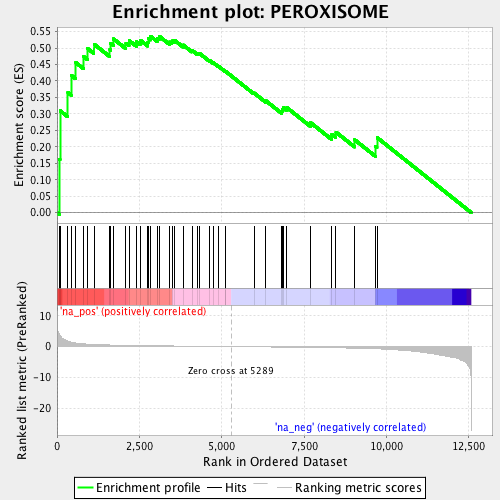 Enrichment plot: PEROXISOME
Enrichment score (ES)
0.55
0.50
0.45
0.40
0.35
0.30
0.25
0.20
0.15
0.10
0.05
0.00
'na_pos' (positively correlated)
Ranked list metric (PreRanked)
10
0
-10
-20
Zero cross at 5289
'na_neg' (negatively correlated)
0
2,500
5,000
7,500
10,000
12,500
Rank in Ordered Dataset
Enrichment profile
Hits
Ranking metric scores